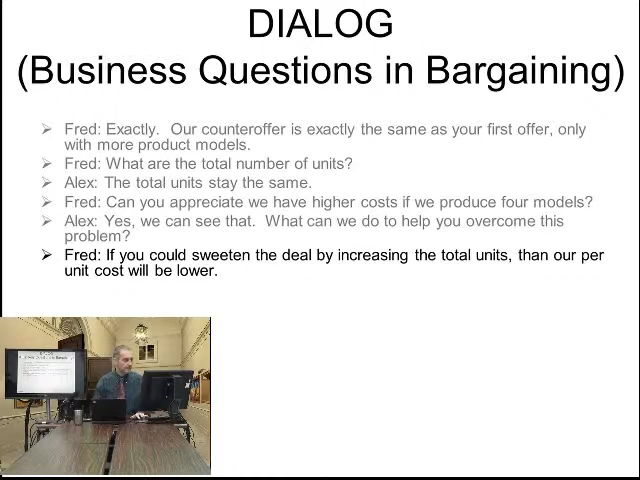 DIALOG
(Business Questions in Bargaining)
Fred: Exactly. Our counteroffer is exactly the same as your first offer, only
with more product models.
Fred: What are the total number of units?
Alex: The total units stay the same.
Fred: Can you appreciate we have higher costs if we produce four models?
Alex: Yes, we can see that. What can we do to help you overcome this
problem?
Fred: If you could sweeten the deal by increasing the total units, than our per
unit cost will be lower.